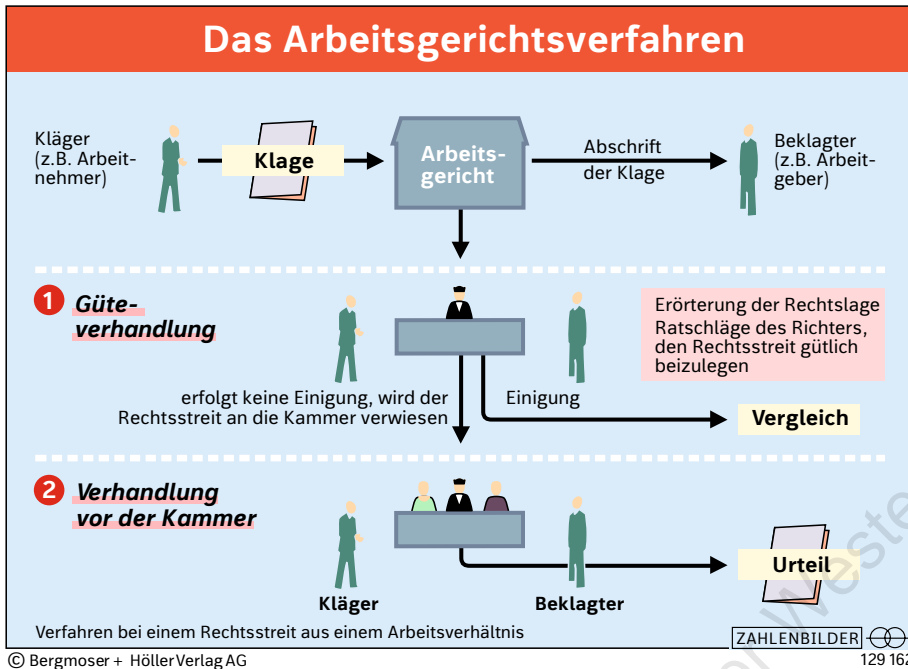 Das Arbeitsgerichtsverfahren
Kläger
(z.B. Arbeit-
nehmer)
Klage
Arbeits-
gericht
Abschrift
der Klage
Beklagter
(z.B. Arbeit-
geber)
1 Güte-
verhandlung
Erörterung der Rechtslage
Ratschläge des Richters,
den Rechtsstreit gütlich
beizulegen
erfolgt keine Einigung, wird der
Rechtsstreit an die Kammer verwiesen
Einigung
Vergleich
2 Verhandlung
vor der Kammer
Urteil
Kläger
Beklagter
Verfahren bei einem Rechtsstreit aus einem Arbeitsverhältnis
ZAHLENBILDER
© Bergmoser + Höller Verlag AG
129 162